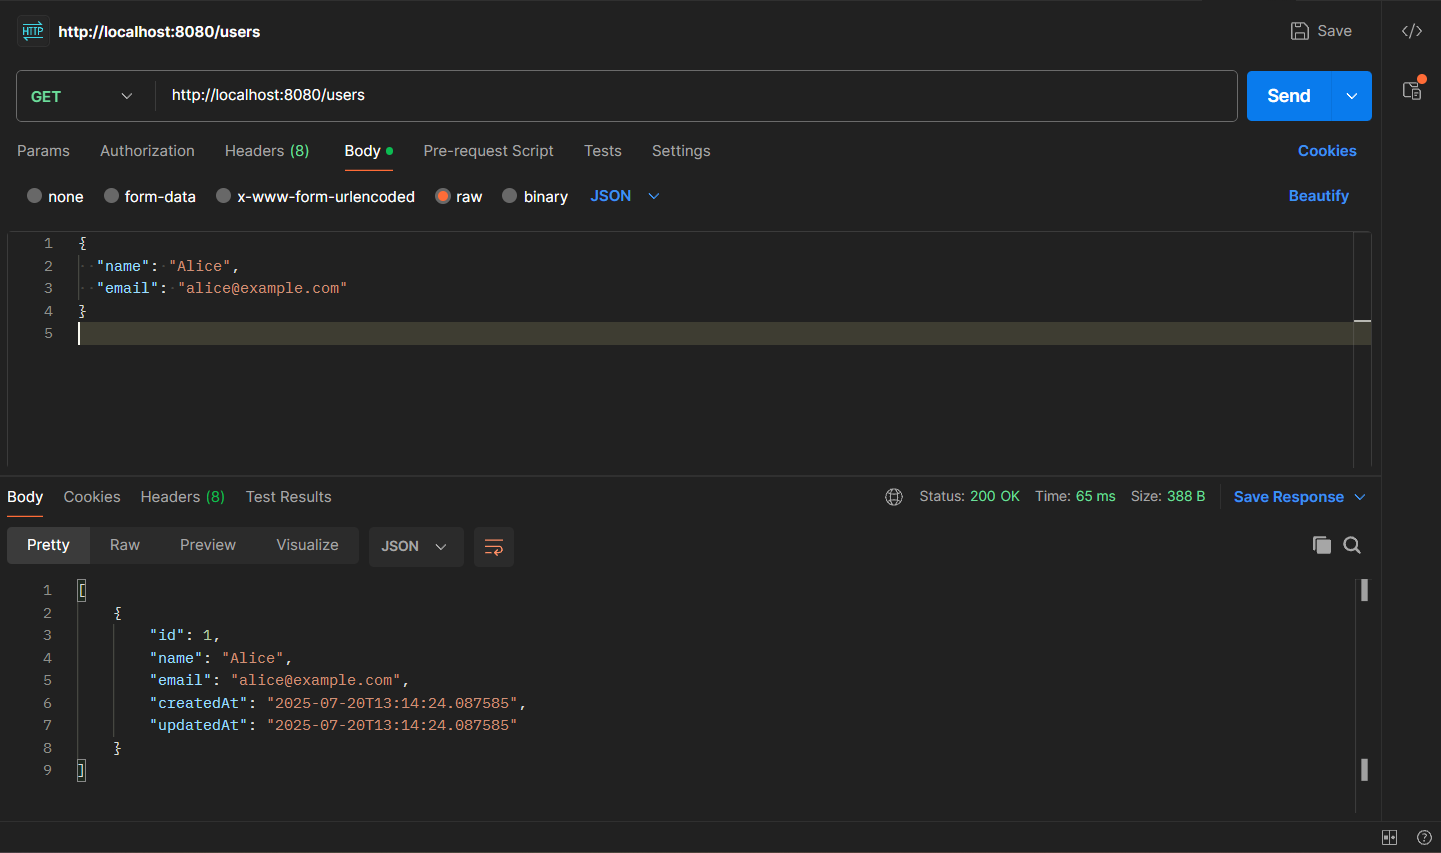 HTTP http://localhost:8080/users Save
GET http://localhost:8080/users Send
Params Authorization Headers (8) Body Pre-request Script Tests Settings Cookies
none form-data x-www-form-urlencoded raw binary JSON Beautify
1 {
2 "name": "Alice",
3 "email": "alice@example.com"
4 }
5
Body Cookies Headers (8) Test Results Status: 200 OK Time: 65 ms Size: 388 B Save Response
Pretty Raw Preview Visualize JSON
1 [
2 {
3 "id": 1,
4 "name": "Alice",
5 "email": "alice@example.com",
6 "createdAt": "2025-07-20T13:14:24.087585",
7 "updatedAt": "2025-07-20T13:14:24.087585"
8 }
9 ]